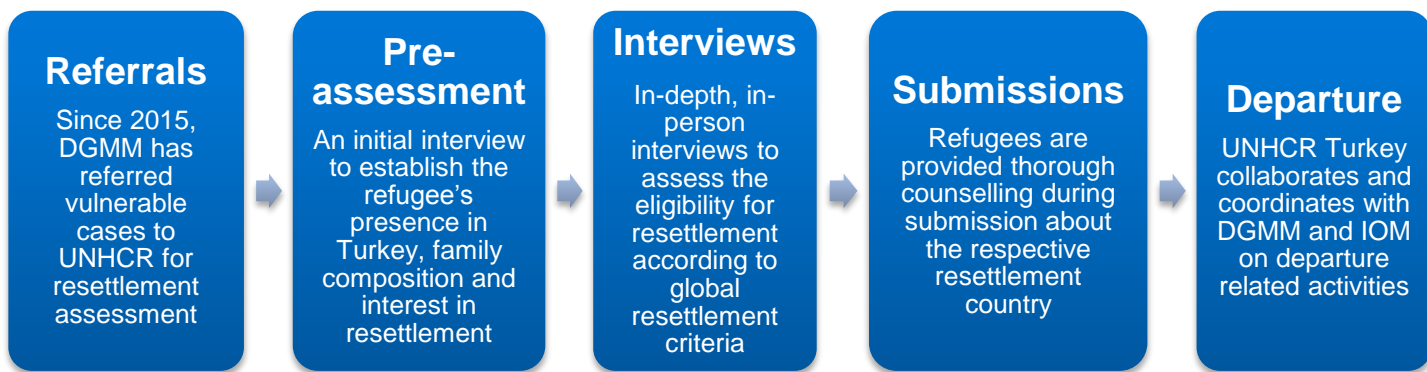 Referrals
Since 2015,
DGMM has
referred
vulnerable
cases to
UNHCR for
resettlement
assessment
Pre-
assessment
An initial interview
to establish the
refugee's
presence in
Turkey, family
composition and
interest in
resettlement
Interviews
In-depth, in-
person
interviews to
assess the
eligibility for
resettlement
according to
global
resettlement
criteria
Submissions
Refugees are
provided thorough
counselling during
submission about
the respective
resettlement
country
Departure
UNHCR Turkey
collaborates and
coordinates with
DGMM and IOM
on departure
related activities